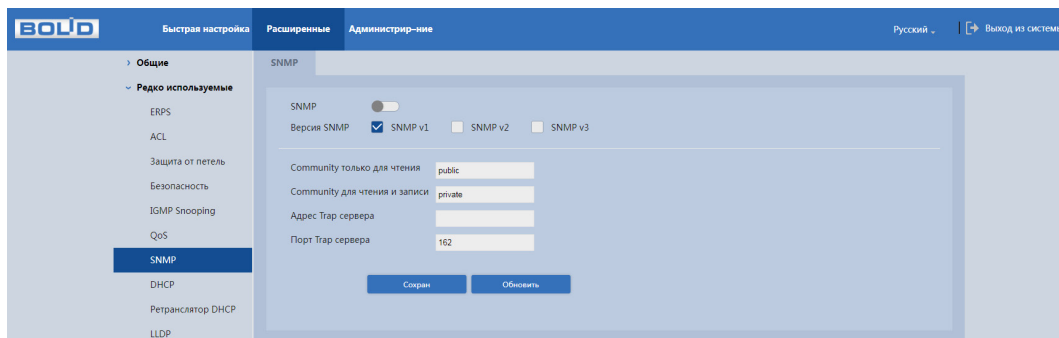 BOLID Быстрая настройка Расширенные Администрир-ние Русский Выход из системы
Общие
SNMP
Редко используемые
ERPS
ACL
Защита от петель
Безопасность
IGMP Snooping
QoS
SNMP
DHCP
Ретранслятор DHCP
LLDP
SNMP
Версия SNMP SNMP v1 SNMP v2 SNMP v3
Community только для чтения public
Community для чтения и записи private
Адрес Trap сервера
Порт Trap сервера 162
Сохран Обновить